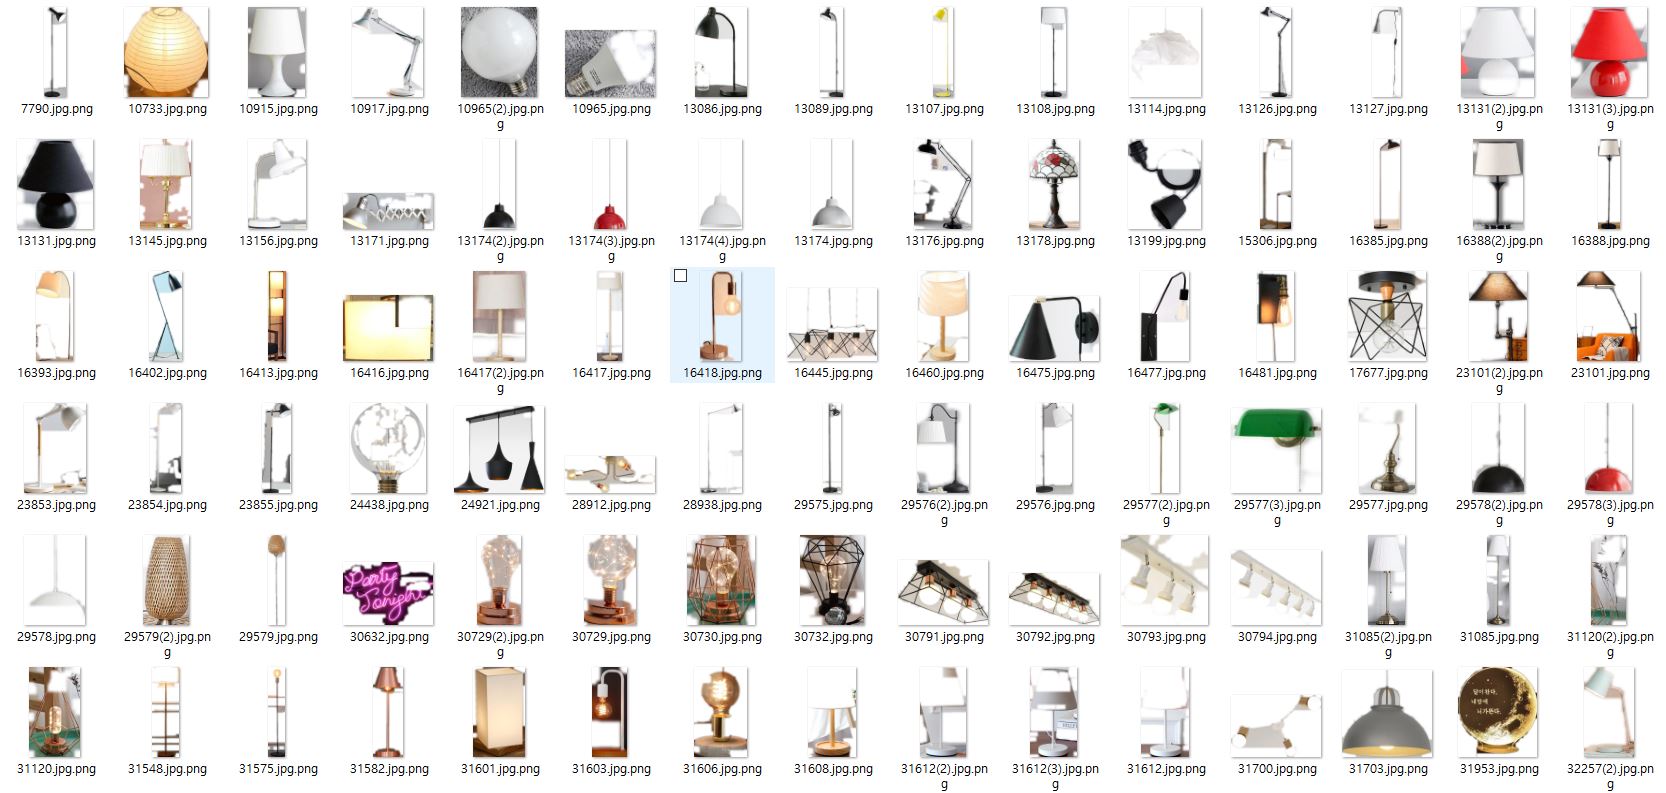 7790.jpg.png
10733.jpg.png
10915.jpg.png
10917.jpg.png
10965(2).jpg.png
10965.jpg.png
13086.jpg.png
13089.jpg.png
13107.jpg.png
13108.jpg.png
13114.jpg.png
13126.jpg.png
13127.jpg.png
13131(2).jpg.png
13131(3).jpg.png
13131.jpg.png
13145.jpg.png
13156.jpg.png
13171.jpg.png
13174(2).jpg.png
13174(3).jpg.png
13174(4).jpg.png
13174.jpg.png
13176.jpg.png
13178.jpg.png
13199.jpg.png
15306.jpg.png
16385.jpg.png
16388(2).jpg.png
16388.jpg.png
16393.jpg.png
16402.jpg.png
16413.jpg.png
16416.jpg.png
16417(2).jpg.png
16417.jpg.png
16418.jpg.png
16445.jpg.png
16460.jpg.png
16475.jpg.png
16477.jpg.png
16481.jpg.png
17677.jpg.png
23101(2).jpg.png
23101.jpg.png
23853.jpg.png
23854.jpg.png
23855.jpg.png
24438.jpg.png
24921.jpg.png
28912.jpg.png
28938.jpg.png
29575.jpg.png
29576(2).jpg.png
29576.jpg.png
29577(2).jpg.png
29577(3).jpg.png
29577.jpg.png
29578(2).jpg.png
29578(3).jpg.png
Party
Tonight
29578.jpg.png
29579(2).jpg.png
29579.jpg.png
30632.jpg.png
30729(2).jpg.png
30729.jpg.png
30730.jpg.png
30732.jpg.png
30791.jpg.png
30792.jpg.png
30793.jpg.png
30794.jpg.png
31085(2).jpg.png
31085.jpg.png
31120(2).jpg.png
달이 찬다,
내 밤에
니가 뜬다.
31120.jpg.png
31548.jpg.png
31575.jpg.png
31582.jpg.png
31601.jpg.png
31603.jpg.png
31606.jpg.png
31608.jpg.png
31612(2).jpg.png
31612(3).jpg.png
31612.jpg.png
31700.jpg.png
31703.jpg.png
31953.jpg.png
32257(2).jpg.png